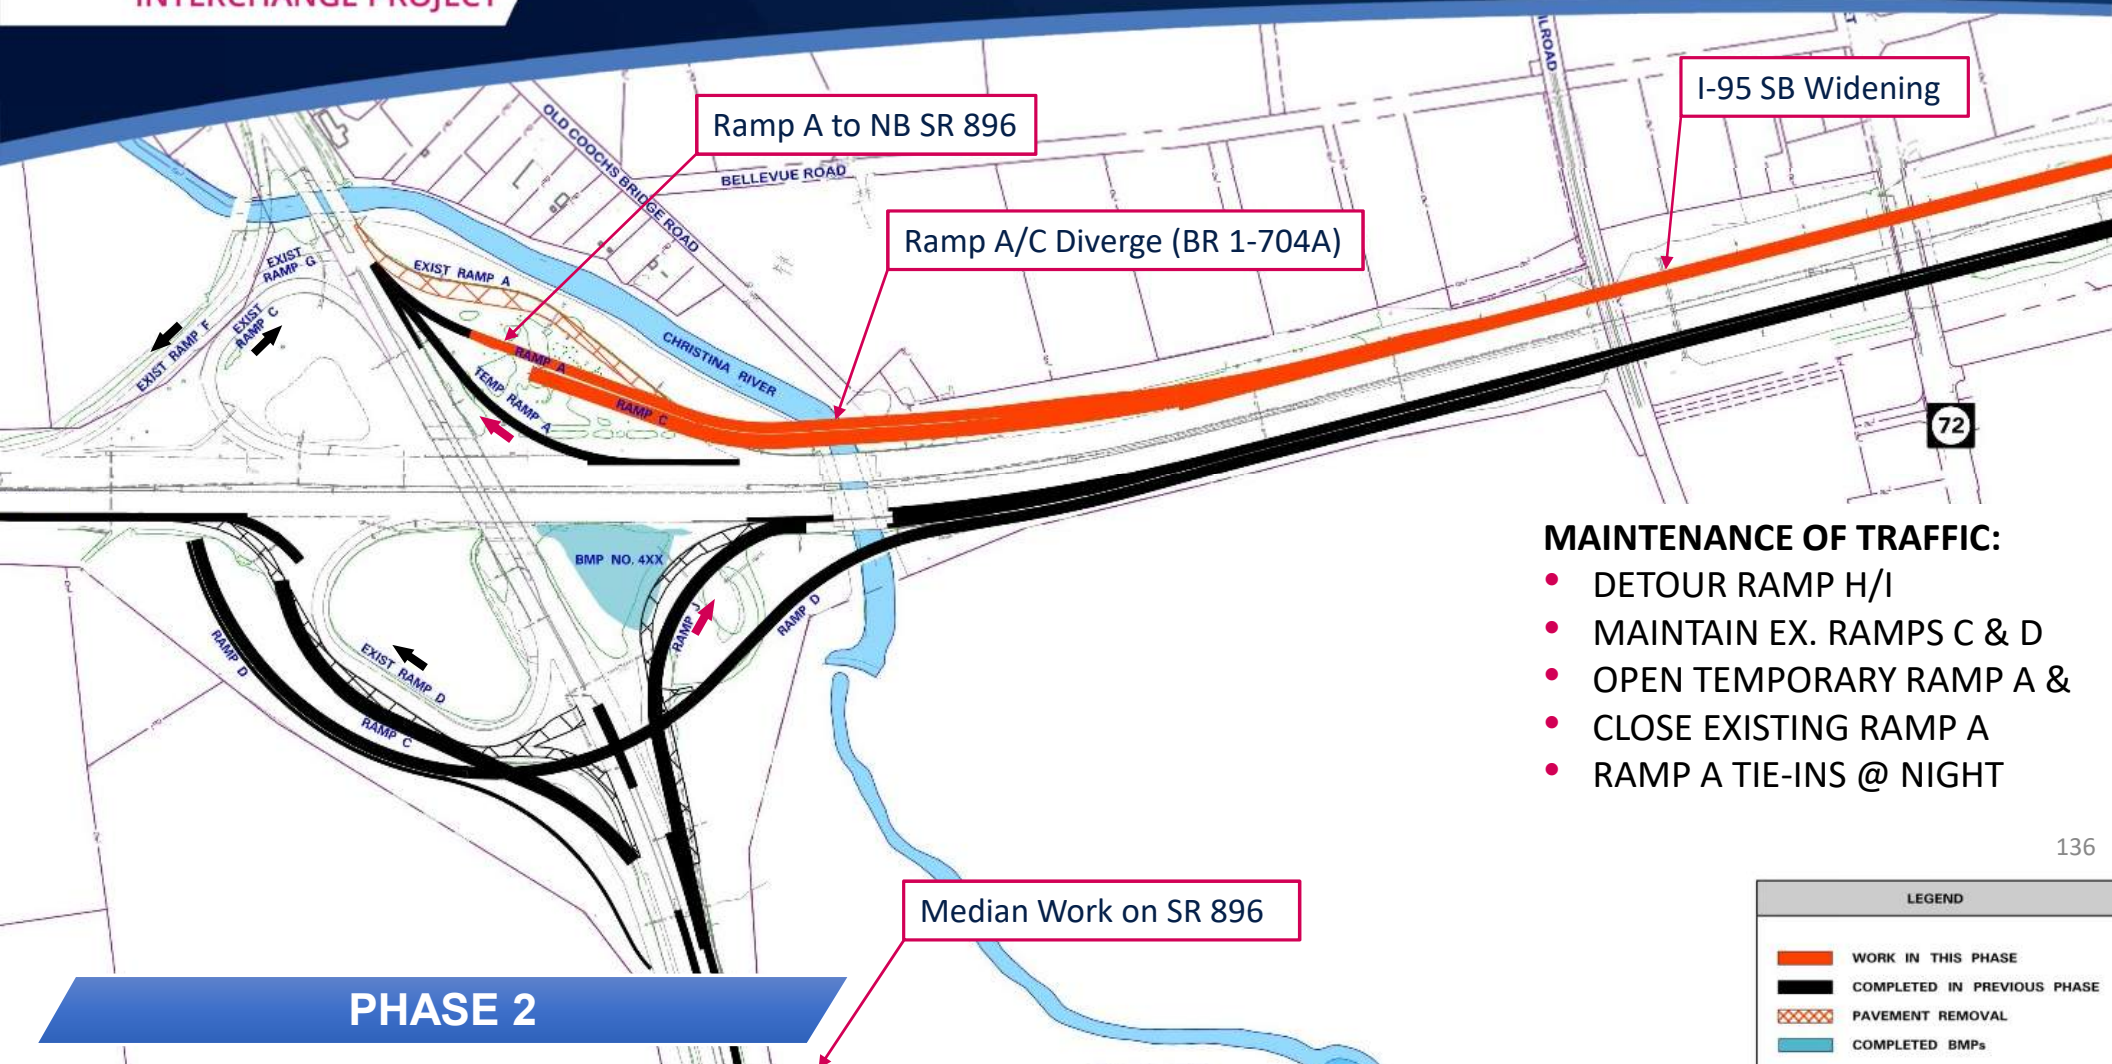 INTERCHANGE PROJECT
ILROAD
Ramp A to NB SR 896
I-95 SB Widening
OLD COOCHS BRIDGE ROAD
BELLEVUE ROAD
Ramp A/C Diverge (BR 1-704A)
EXIST
RAMP G
EXIST RAMP A
EXIST
RAMP C
EXIST RAMP F
CHRISTINA RIVER
RAMP A
TEMP RAMP A
RAMP C
72
BMP NO. 4XX
RAMP J
RAMP D
RAMP D
EXIST RAMP D
RAMP C
MAINTENANCE OF TRAFFIC:
• DETOUR RAMP H/I
• MAINTAIN EX. RAMPS C & D
• OPEN TEMPORARY RAMP A &
• CLOSE EXISTING RAMP A
• RAMP A TIE-INS @ NIGHT
136
Median Work on SR 896
PHASE 2
LEGEND
WORK IN THIS PHASE
COMPLETED IN PREVIOUS PHASE
PAVEMENT REMOVAL
COMPLETED BMPs